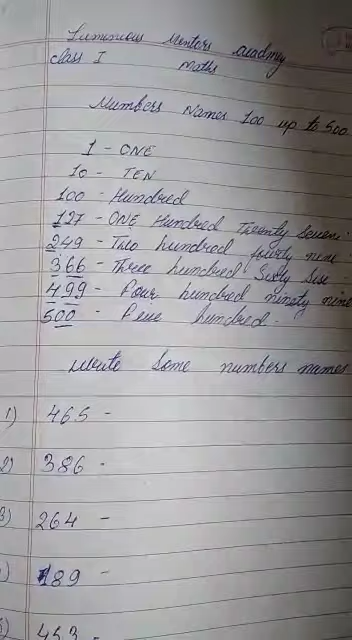 Luminious Mentors academy
class I Maths
Numbers Names 100 up to 500
1 - ONE
10 - TEN
100 - Hundred
127 - ONE Hundred Twenty Seven.
249 - Two hundred fourty nine
366 - Three hundred Sixty Six -
499 - Four hundred ninety nine
500 - Five hundred.
Write Some numbers names
1) 465 -
2) 386 -
3) 264 -
) 189 -
) 453 -